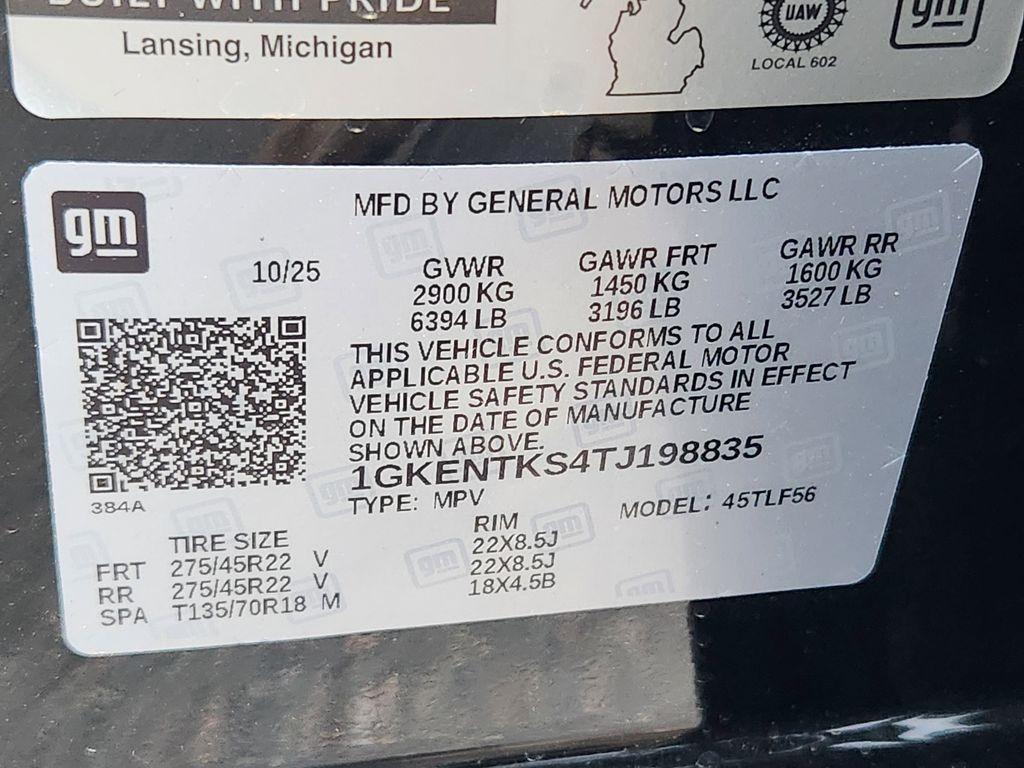 BUILT WITH PRIDE
Lansing, Michigan
UAW
LOCAL 602
gm
gm
MFD BY GENERAL MOTORS LLC
10/25
GVWR
2900 KG
6394 LB
GAWR FRT
1450 KG
3196 LB
GAWR RR
1600 KG
3527 LB
THIS VEHICLE CONFORMS TO ALL
APPLICABLE U.S. FEDERAL MOTOR
VEHICLE SAFETY STANDARDS IN EFFECT
ON THE DATE OF MANUFACTURE
SHOWN ABOVE.
1GKENTKS4TJ198835
TYPE: MPV
MODEL: 45TLF56
384A
TIRE SIZE
RIM
FRT 275/45R22 V 22X8.5J
RR 275/45R22 V 22X8.5J
SPA T135/70R18 M 18X4.5B